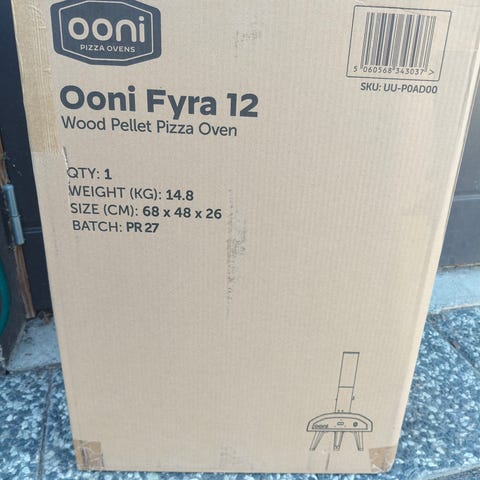 ooni
PIZZA OVENS
5 060568 343037 >
SKU: UU-P0AD00
Ooni Fyra 12
Wood Pellet Pizza Oven
QTY: 1
WEIGHT (KG): 14.8
SIZE (CM): 68 x 48 x 26
BATCH: PR 27
ooni